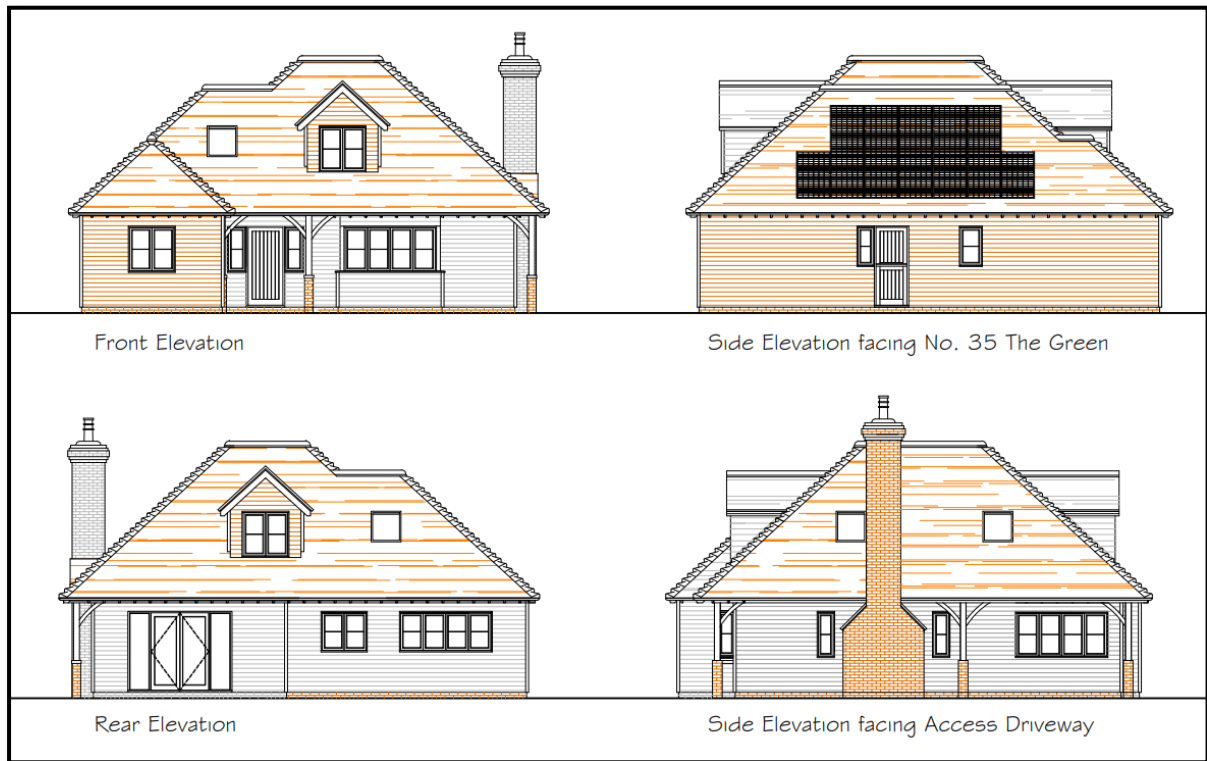 Front Elevation
Side Elevation facing No. 35 The Green
Rear Elevation
Side Elevation facing Access Driveway